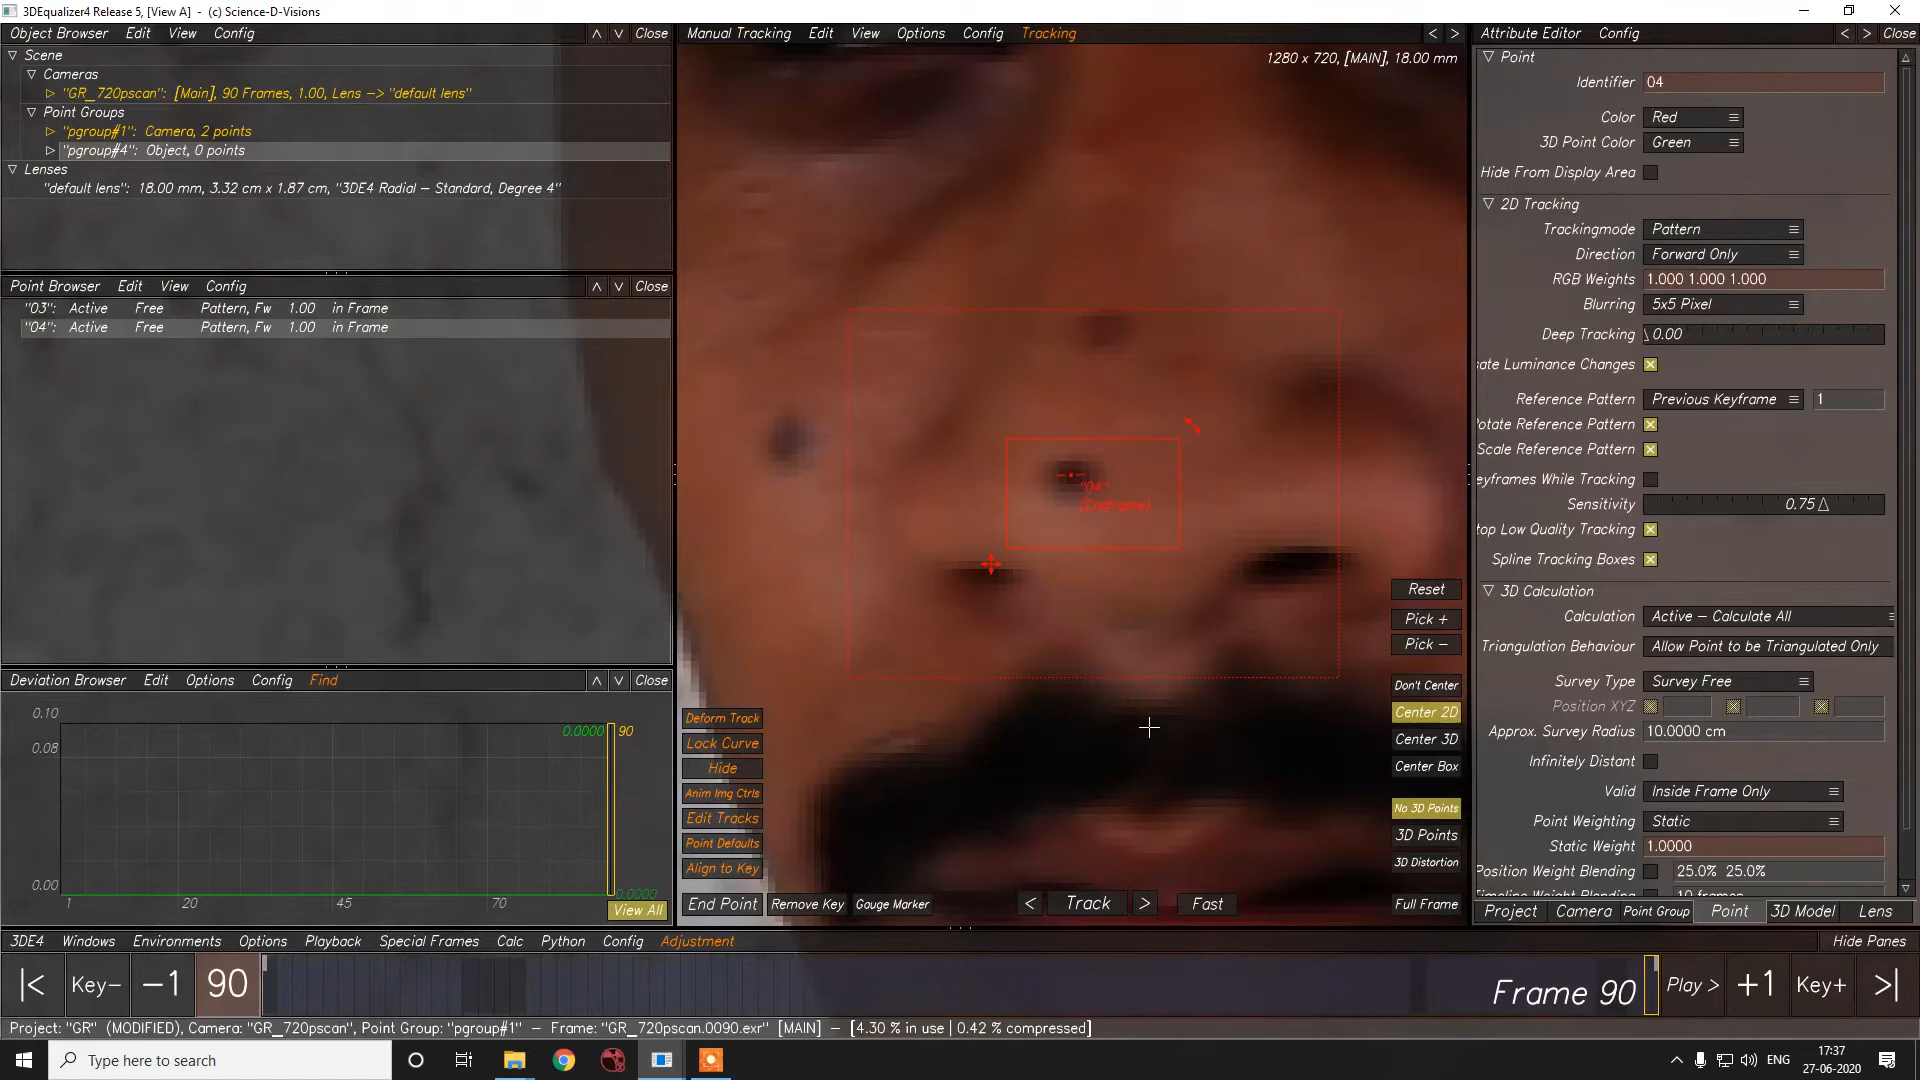 3DEqualizer4 Release 5, [View A]  -  (c) Science-D-Visions
Object Browser Edit View Config Close
Scene
Cameras
"GR_720pscan": [Main], 90 Frames, 1.00, Lens -> "default lens"
Point Groups
"pgroup#1": Camera, 2 points
"pgroup#4": Object, 0 points
Lenses
"default lens": 18.00 mm, 3.32 cm x 1.87 cm, "3DE4 Radial - Standard, Degree 4"
Point Browser Edit View Config Close
"03": Active Free Pattern, Fw 1.00 in Frame
"04": Active Free Pattern, Fw 1.00 in Frame
Deviation Browser Edit Options Config Find Close
0.10
0.08
0.00
0.0000 90
0.0000
1 20 45 70
View All
Manual Tracking Edit View Options Config Tracking < >
1280 x 720, [MAIN], 18.00 mm
"04"
(Endframe)
Reset
Pick +
Pick -
Don't Center
Center 2D
Center 3D
Center Box
No 3D Points
3D Points
3D Distortion
Full Frame
Deform Track
Lock Curve
Hide
Anim Img Ctrls
Edit Tracks
Point Defaults
Align to Key
End Point Remove Key Gauge Marker < Track > Fast
Attribute Editor Config < > Close
Point
Identifier 04
Color Red
3D Point Color Green
Hide From Display Area
2D Tracking
Trackingmode Pattern
Direction Forward Only
RGB Weights 1.000 1.000 1.000
Blurring 5x5 Pixel
Deep Tracking 0.00
ate Luminance Changes
Reference Pattern Previous Keyframe 1
otate Reference Pattern
Scale Reference Pattern
eyframes While Tracking
Sensitivity 0.75
top Low Quality Tracking
Spline Tracking Boxes
3D Calculation
Calculation Active - Calculate All
Triangulation Behaviour Allow Point to be Triangulated Only
Survey Type Survey Free
Position XYZ
Approx. Survey Radius 10.0000 cm
Infinitely Distant
Valid Inside Frame Only
Point Weighting Static
Static Weight 1.0000
Position Weight Blending 25.0% 25.0%
Timeline Weight Blending 10 frames
Project Camera Point Group Point 3D Model Lens
3DE4 Windows Environments Options Playback Special Frames Calc Python Config Adjustment Hide Panes
|< Key- -1 90 Frame 90 Play > +1 Key+ >|
Project: "GR" (MODIFIED), Camera: "GR_720pscan", Point Group: "pgroup#1" - Frame: "GR_720pscan.0090.exr" [MAIN] - [4.30 % in use | 0.42 % compressed]
Type here to search
ENG
17:37
27-06-2020